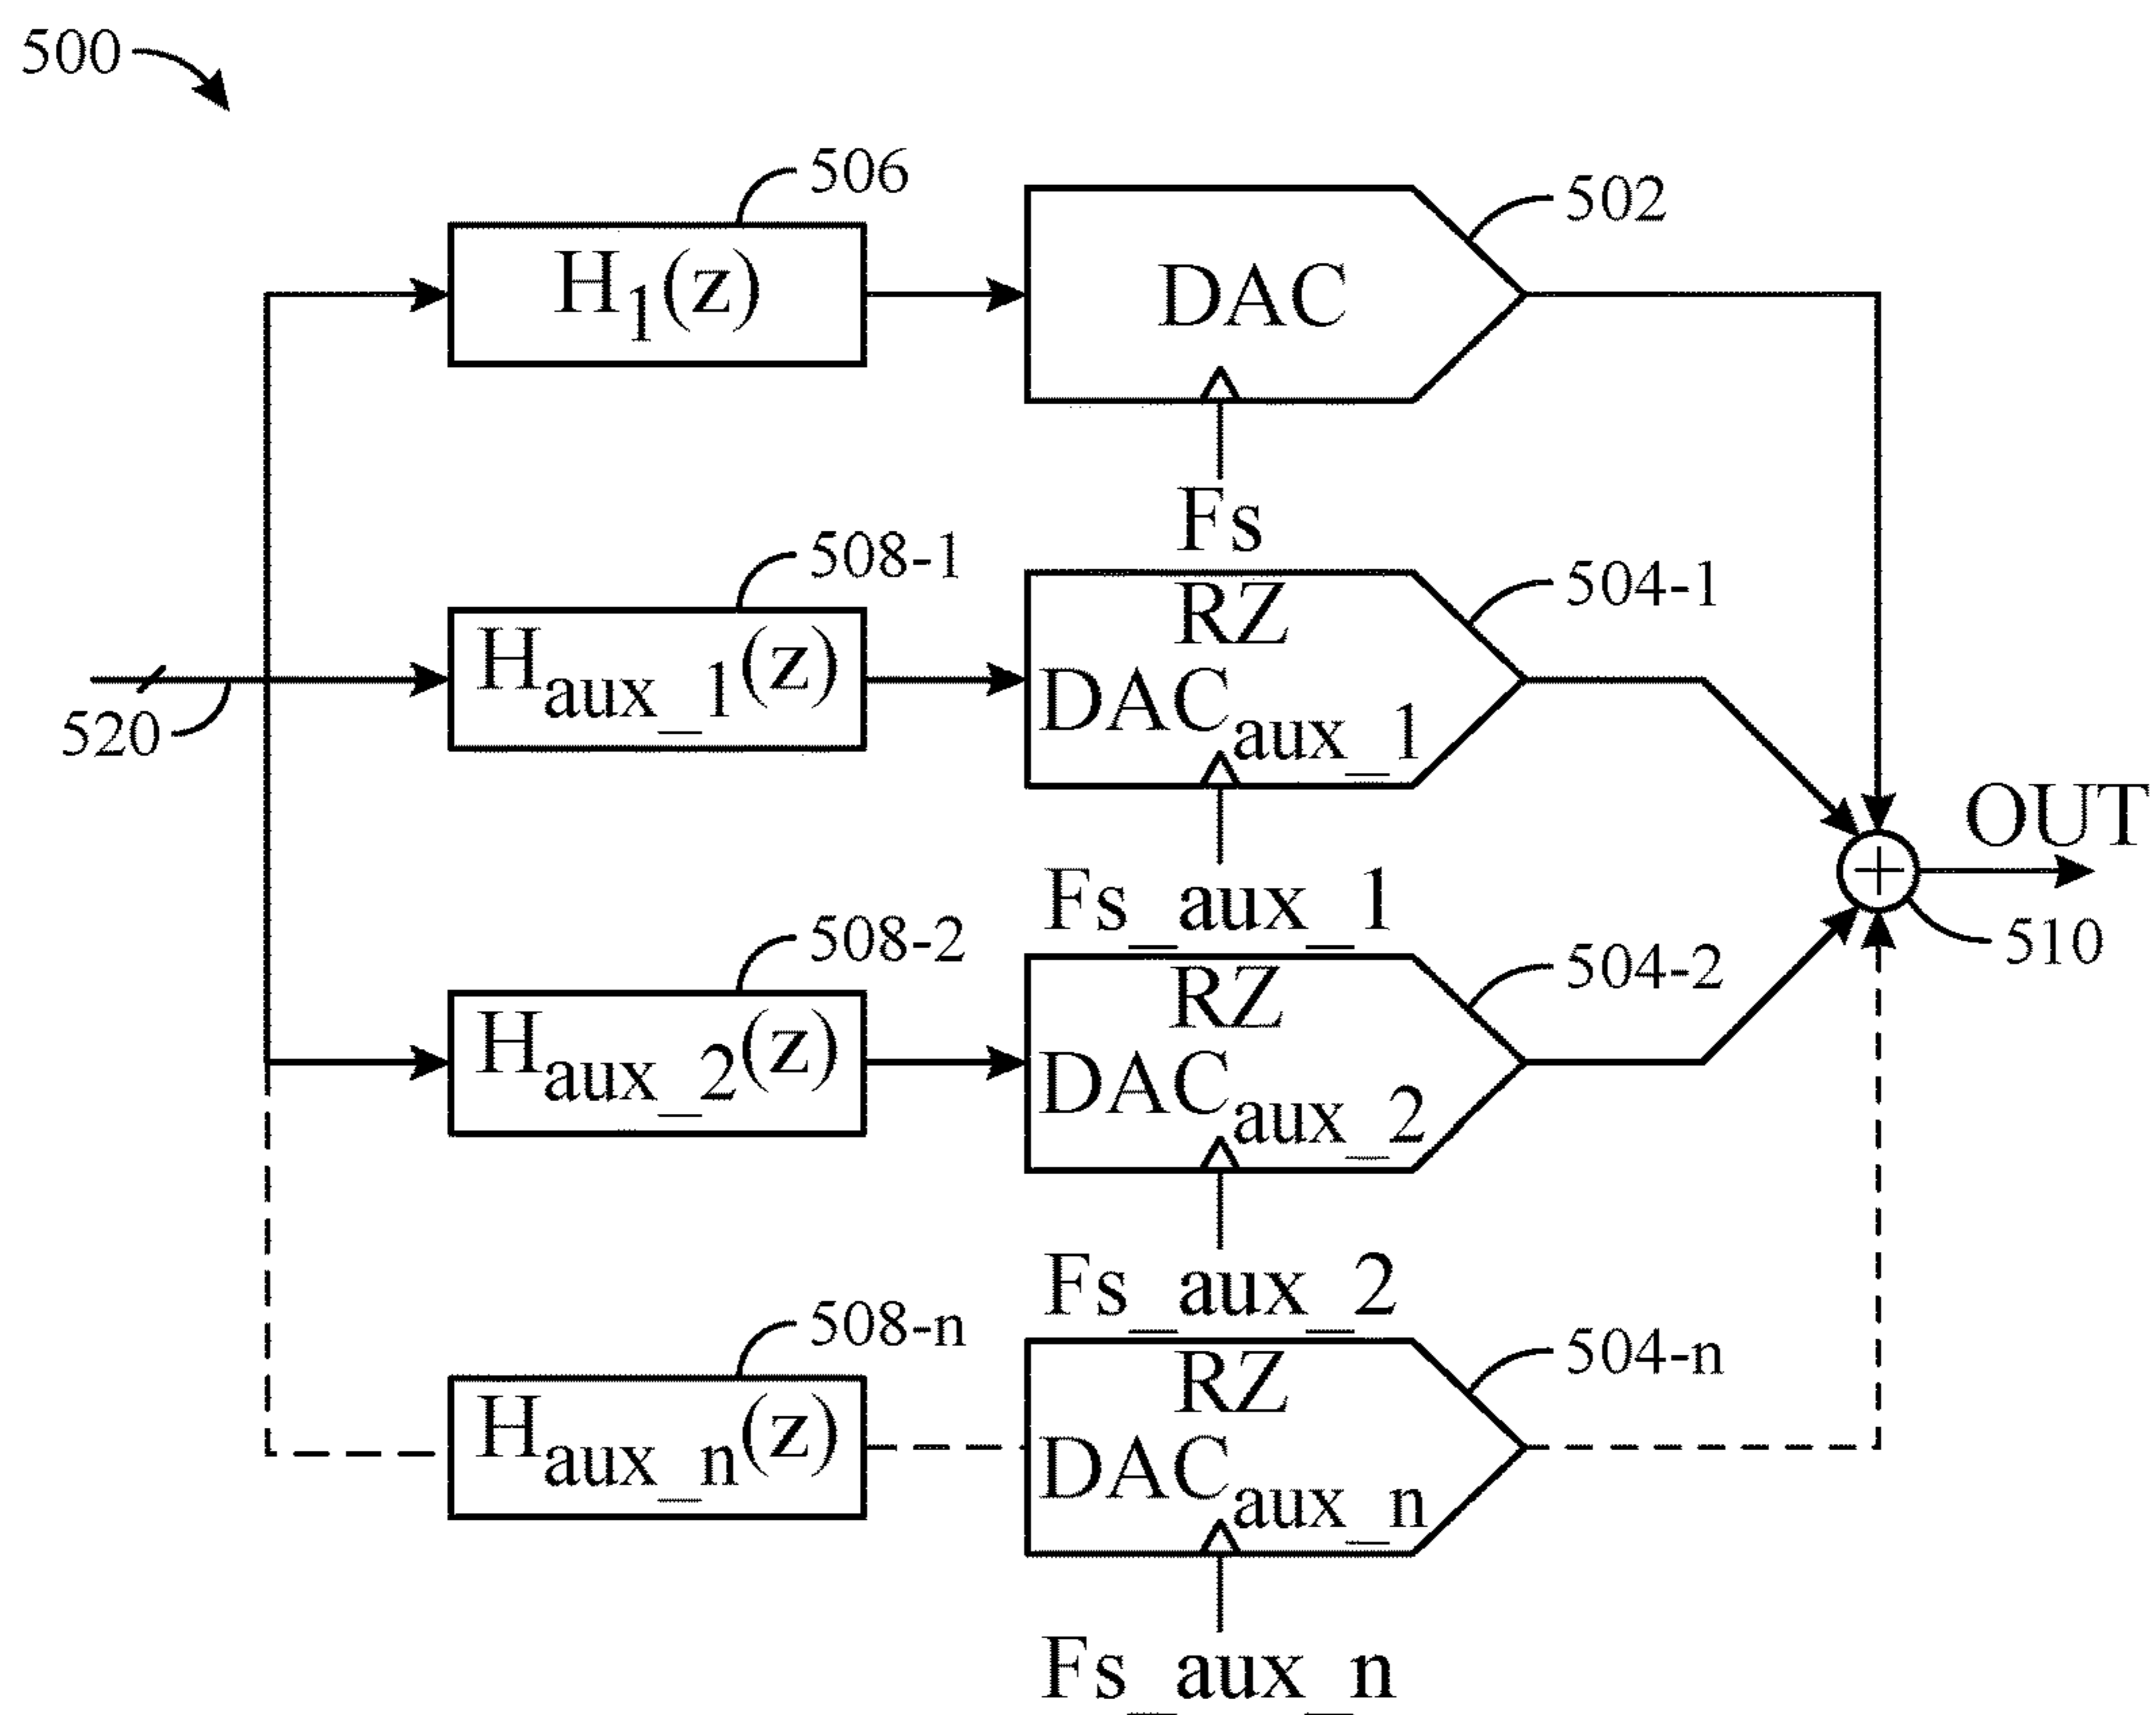 500
506
H1(z)
502
DAC
Fs
508-1
Haux_1(z)
504-1
RZ
DACaux_1
520
Fs_aux_1
OUT
510
508-2
Haux_2(z)
504-2
RZ
DACaux_2
Fs_aux_2
508-n
Haux_n(z)
504-n
RZ
DACaux_n
Fs_aux_n